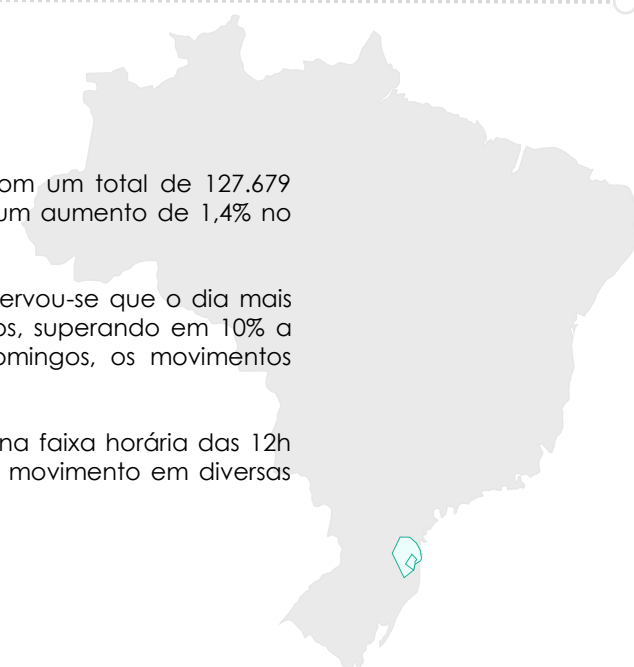 om um total de 127.679
um aumento de 1,4% no
ervou-se que o dia mais
os, superando em 10% a
omingos, os movimentos
na faixa horária das 12h
movimento em diversas